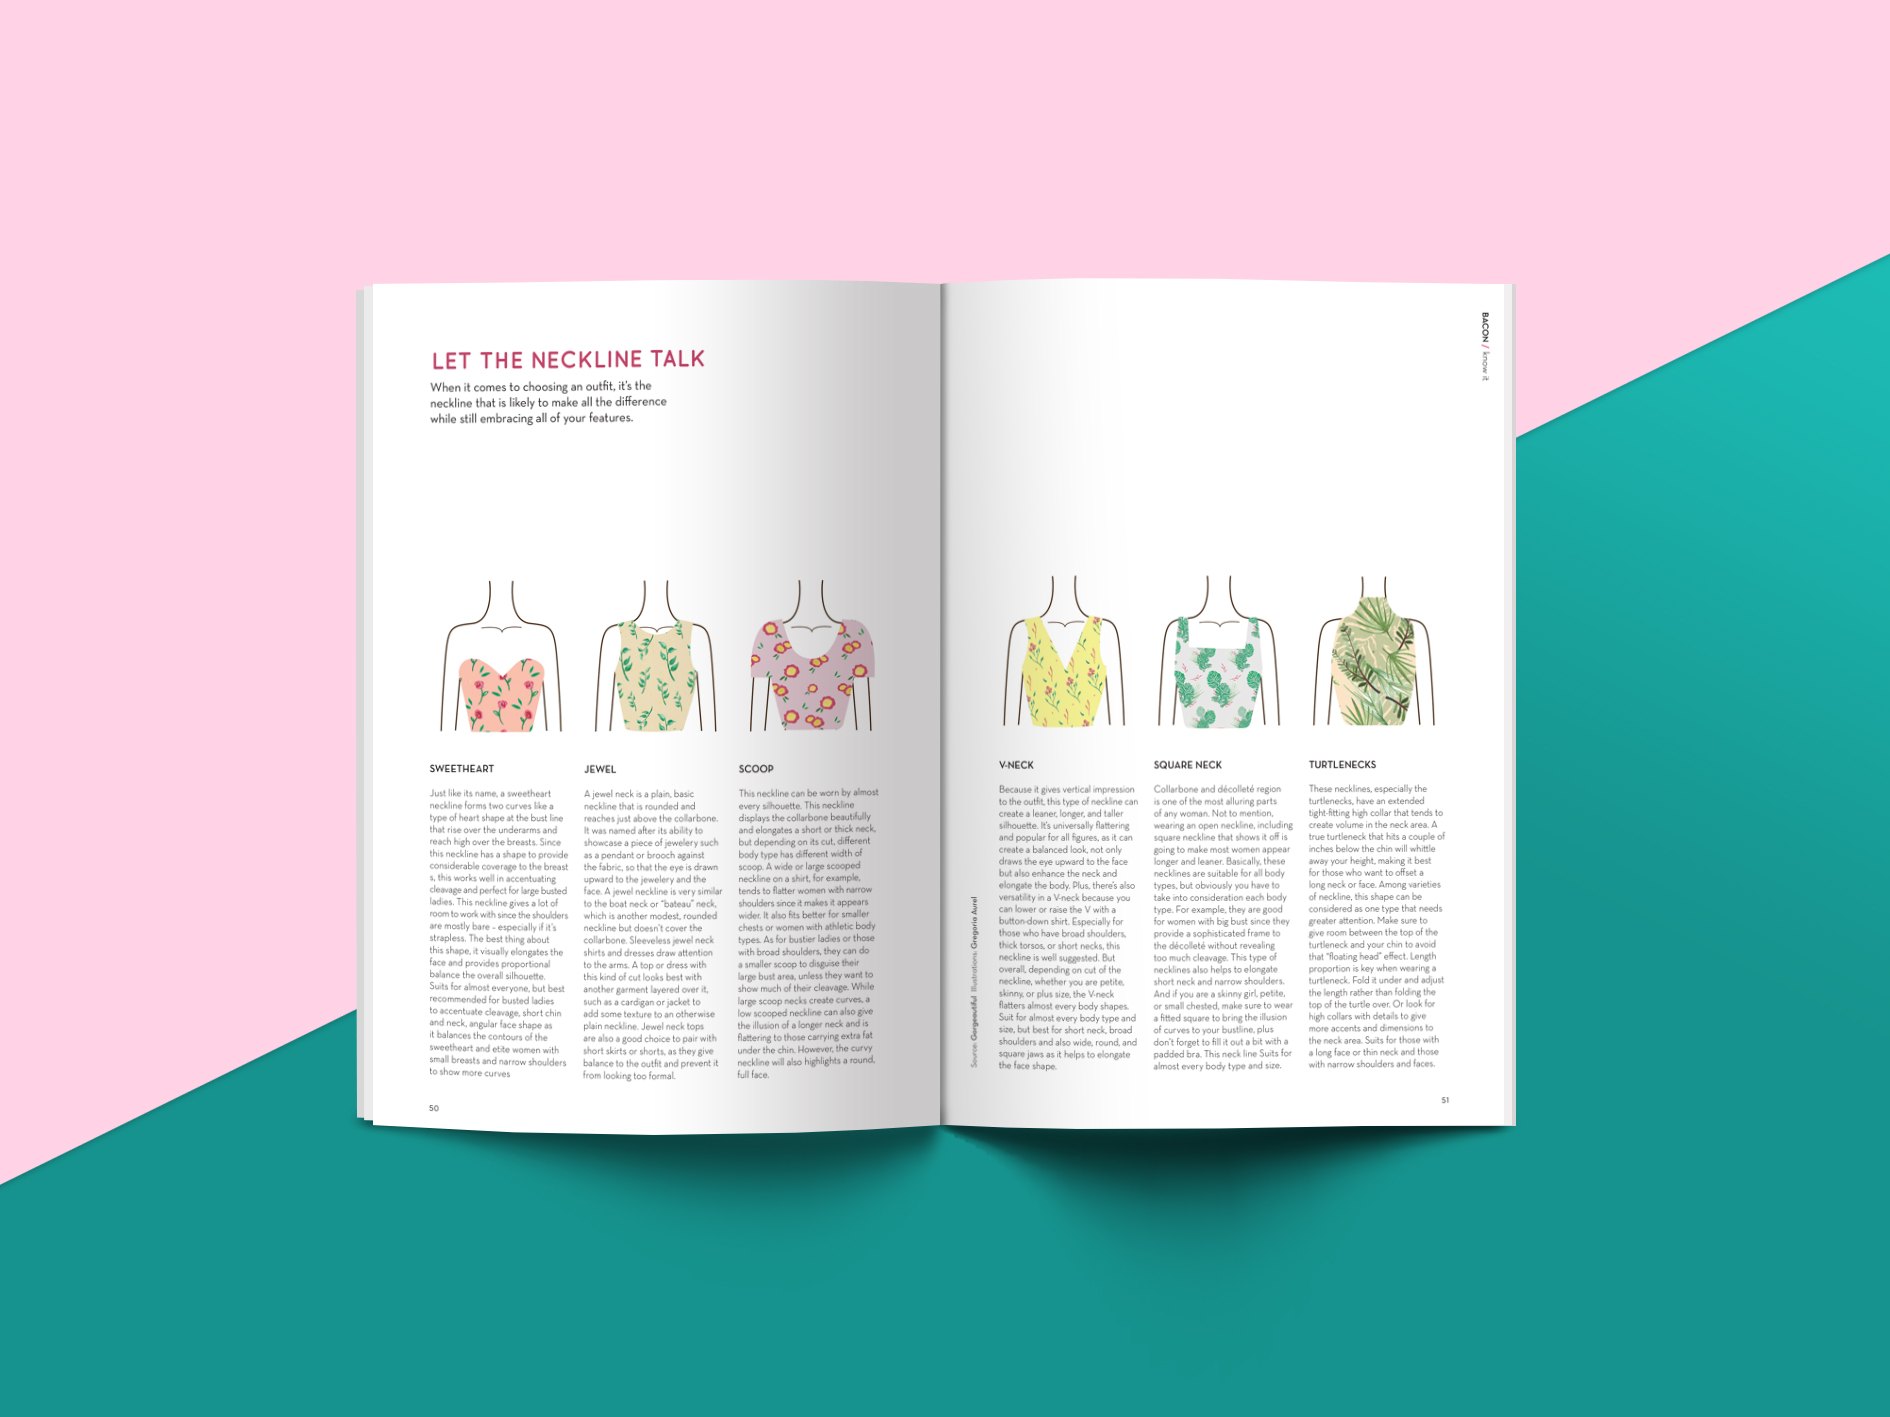 LET THE NECKLINE TALK
When it comes to choosing an outfit, it's the
neckline that is likely to make all the difference
while still embracing all of your features.
SWEETHEART
Just like its name, a sweetheart
neckline forms two curves like a
type of heart shape at the bust line
that rise over the underarms and
reach high over the breasts. Since
this neckline has a shape to provide
considerable coverage to the breast
s, this works well in accentuating
cleavage and perfect for large busted
ladies. This neckline gives a lot of
room to work with since the shoulders
are mostly bare - especially if it's
strapless. The best thing about
this shape, it visually elongates the
face and provides proportional
balance the overall silhouette.
Suits for almost everyone, but best
recommended for busted ladies
to accentuate cleavage, short chin
and neck, angular face shape as
it balances the contours of the
sweetheart and etite women with
small breasts and narrow shoulders
to show more curves
JEWEL
A jewel neck is a plain, basic
neckline that is rounded and
reaches just above the collarbone.
It was named after its ability to
showcase a piece of jewelery such
as a pendant or brooch against
the fabric, so that the eye is drawn
upward to the jewelery and the
face. A jewel neckline is very similar
to the boat neck or "bateau" neck,
which is another modest, rounded
neckline but doesn't cover the
collarbone. Sleeveless jewel neck
shirts and dresses draw attention
to the arms. A top or dress with
this kind of cut looks best with
another garment layered over it,
such as a cardigan or jacket to
add some texture to an otherwise
plain neckline. Jewel neck tops
are also a good choice to pair with
short skirts or shorts, as they give
balance to the outfit and prevent it
from looking too formal.
SCOOP
This neckline can be worn by almost
every silhouette. This neckline
displays the collarbone beautifully
and elongates a short or thick neck,
but depending on its cut, different
body type has different width of
scoop. A wide or large scooped
neckline on a shirt, for example,
tends to flatter women with narrow
shoulders since it makes it appears
wider. It also fits better for smaller
chests or women with athletic body
types. As for bustier ladies or those
with broad shoulders, they can do
a smaller scoop to disguise their
large bust area, unless they want to
show much of their cleavage. While
large scoop necks create curves, a
low scooped neckline can also give
the illusion of a longer neck and is
flattering to those carrying extra fat
under the chin. However, the curvy
neckline will also highlights a round,
full face.
50
BACON / know it
Source: Gorgeautiful Illustrations: Gregoria Aurel
V-NECK
Because it gives vertical impression
to the outfit, this type of neckline can
create a leaner, longer, and taller
silhouette. It's universally flattering
and popular for all figures, as it can
create a balanced look, not only
draws the eye upward to the face
but also enhance the neck and
elongate the body. Plus, there's also
versatility in a V-neck because you
can lower or raise the V with a
button-down shirt. Especially for
those who have broad shoulders,
thick torsos, or short necks, this
neckline is well suggested. But
overall, depending on cut of the
neckline, whether you are petite,
skinny, or plus size, the V-neck
flatters almost every body shapes.
Suit for almost every body type and
size, but best for short neck, broad
shoulders and also wide, round, and
square jaws as it helps to elongate
the face shape.
SQUARE NECK
Collarbone and décolleté region
is one of the most alluring parts
of any woman. Not to mention,
wearing an open neckline, including
square neckline that shows it off is
going to make most women appear
longer and leaner. Basically, these
necklines are suitable for all body
types, but obviously you have to
take into consideration each body
type. For example, they are good
for women with big bust since they
provide a sophisticated frame to
the décolleté without revealing
too much cleavage. This type of
necklines also helps to elongate
short neck and narrow shoulders.
And if you are a skinny girl, petite,
or small chested, make sure to wear
a fitted square to bring the illusion
of curves to your bustline, plus
don't forget to fill it out a bit with a
padded bra. This neck line Suits for
almost every body type and size.
TURTLENECKS
These necklines, especially the
turtlenecks, have an extended
tight-fitting high collar that tends to
create volume in the neck area. A
true turtleneck that hits a couple of
inches below the chin will whittle
away your height, making it best
for those who want to offset a
long neck or face. Among varieties
of neckline, this shape can be
considered as one type that needs
greater attention. Make sure to
give room between the top of the
turtleneck and your chin to avoid
that "floating head" effect. Length
proportion is key when wearing a
turtleneck. Fold it under and adjust
the length rather than folding the
top of the turtle over. Or look for
high collars with details to give
more accents and dimensions to
the neck area. Suits for those with
a long face or thin neck and those
with narrow shoulders and faces.
51